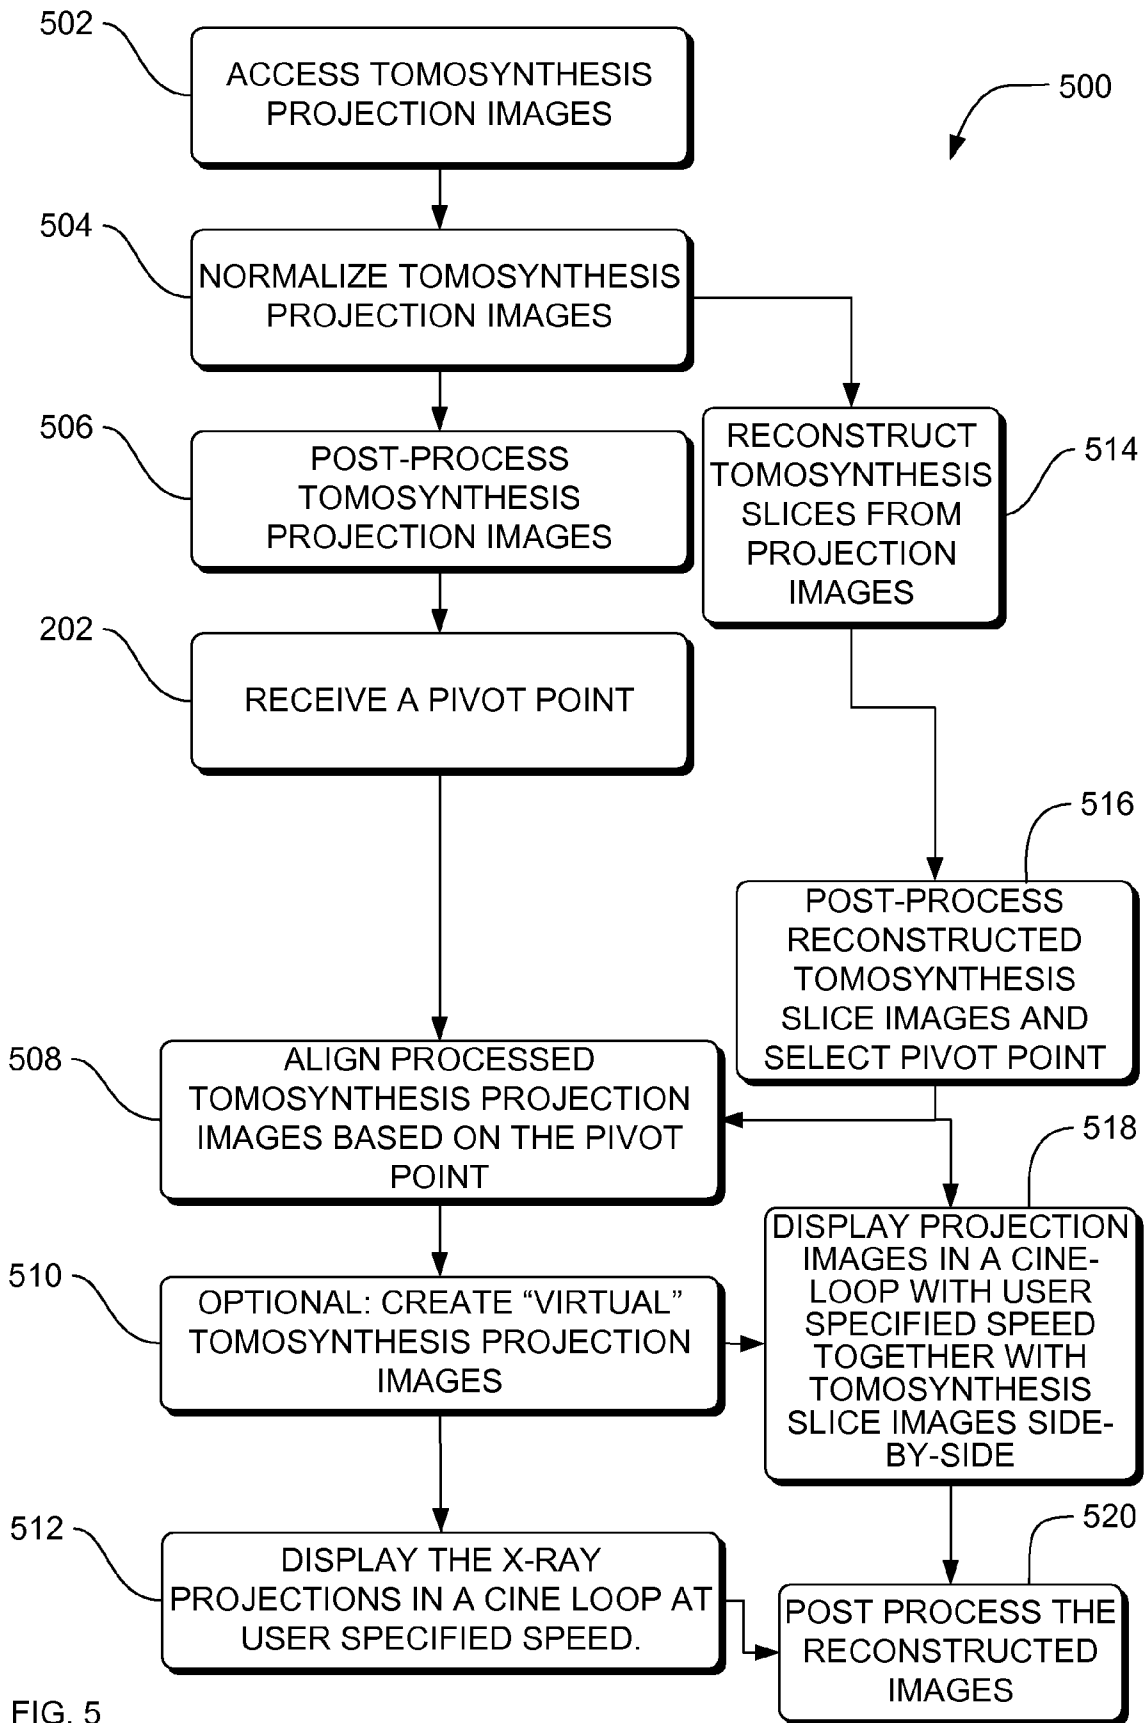 502
ACCESS TOMOSYNTHESIS
PROJECTION IMAGES
500
504
NORMALIZE TOMOSYNTHESIS
PROJECTION IMAGES
506
POST-PROCESS
TOMOSYNTHESIS
PROJECTION IMAGES
RECONSTRUCT
TOMOSYNTHESIS
SLICES FROM
PROJECTION
IMAGES
514
202
RECEIVE A PIVOT POINT
516
POST-PROCESS
RECONSTRUCTED
TOMOSYNTHESIS
SLICE IMAGES AND
SELECT PIVOT POINT
508
ALIGN PROCESSED
TOMOSYNTHESIS PROJECTION
IMAGES BASED ON THE PIVOT
POINT
518
DISPLAY PROJECTION
IMAGES IN A CINE-
LOOP WITH USER
SPECIFIED SPEED
TOGETHER WITH
TOMOSYNTHESIS
SLICE IMAGES SIDE-
BY-SIDE
510
OPTIONAL: CREATE “VIRTUAL”
TOMOSYNTHESIS PROJECTION
IMAGES
512
DISPLAY THE X-RAY
PROJECTIONS IN A CINE LOOP AT
USER SPECIFIED SPEED.
520
POST PROCESS THE
RECONSTRUCTED
IMAGES
FIG. 5